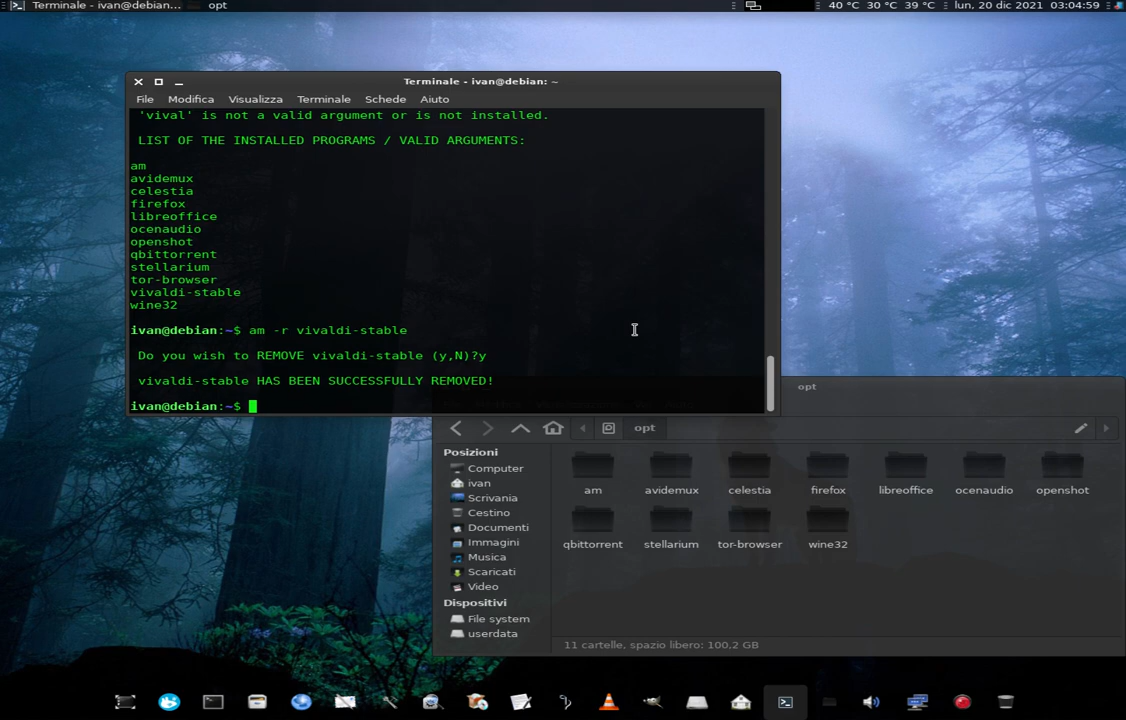 Terminale - ivan@debian... opt 40 °C 30 °C 39 °C lun, 20 dic 2021 03:04:59
Terminale - ivan@debian: ~
File Modifica Visualizza Terminale Schede Aiuto
'vival' is not a valid argument or is not installed.
LIST OF THE INSTALLED PROGRAMS / VALID ARGUMENTS:
am
avidemux
celestia
firefox
libreoffice
ocenaudio
openshot
qbittorrent
stellarium
tor-browser
vivaldi-stable
wine32
ivan@debian:~$ am -r vivaldi-stable
Do you wish to REMOVE vivaldi-stable (y,N)?y
vivaldi-stable HAS BEEN SUCCESSFULLY REMOVED!
ivan@debian:~$
opt
opt
Posizioni
Computer
ivan
Scrivania
Cestino
Documenti
Immagini
Musica
Scaricati
Video
Dispositivi
File system
userdata
am avidemux celestia firefox libreoffice ocenaudio openshot
qbittorrent stellarium tor-browser wine32
11 cartelle, spazio libero: 100,2 GB